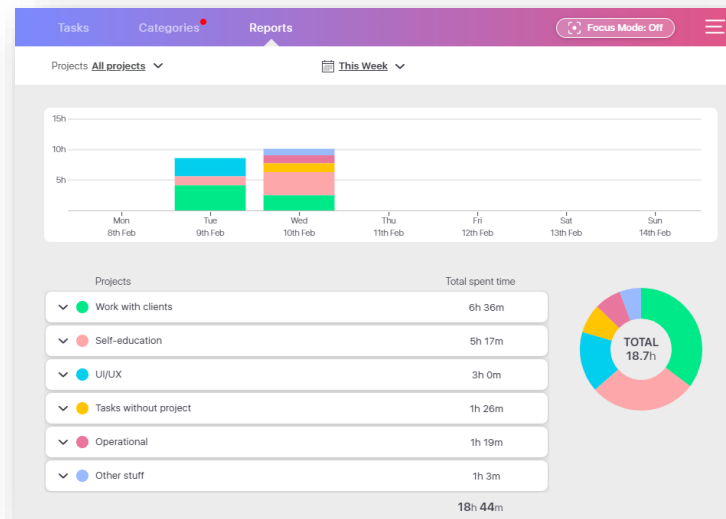 Tasks Categories Reports Focus Mode: Off
Projects All projects This Week
15h
10h
5h
Mon Tue Wed Thu Fri Sat Sun
8th Feb 9th Feb 10th Feb 11th Feb 12th Feb 13th Feb 14th Feb
Projects Total spent time
Work with clients 6h 36m
Self-education 5h 17m
UI/UX 3h 0m
Tasks without project 1h 26m
Operational 1h 19m
Other stuff 1h 3m
18h 44m
TOTAL
18.7h